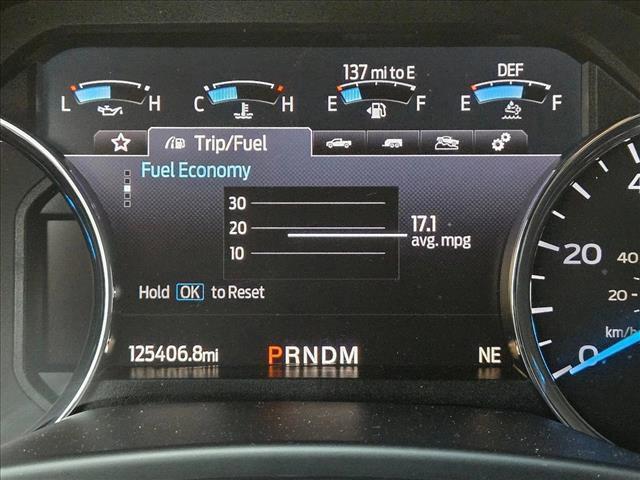 137 mi to E
DEF
L H
C H
E F
E F
Trip/Fuel
Fuel Economy
30
20
10
17.1
avg. mpg
Hold OK to Reset
125406.8mi
PRNDM
NE
20
40
20
0
km/h